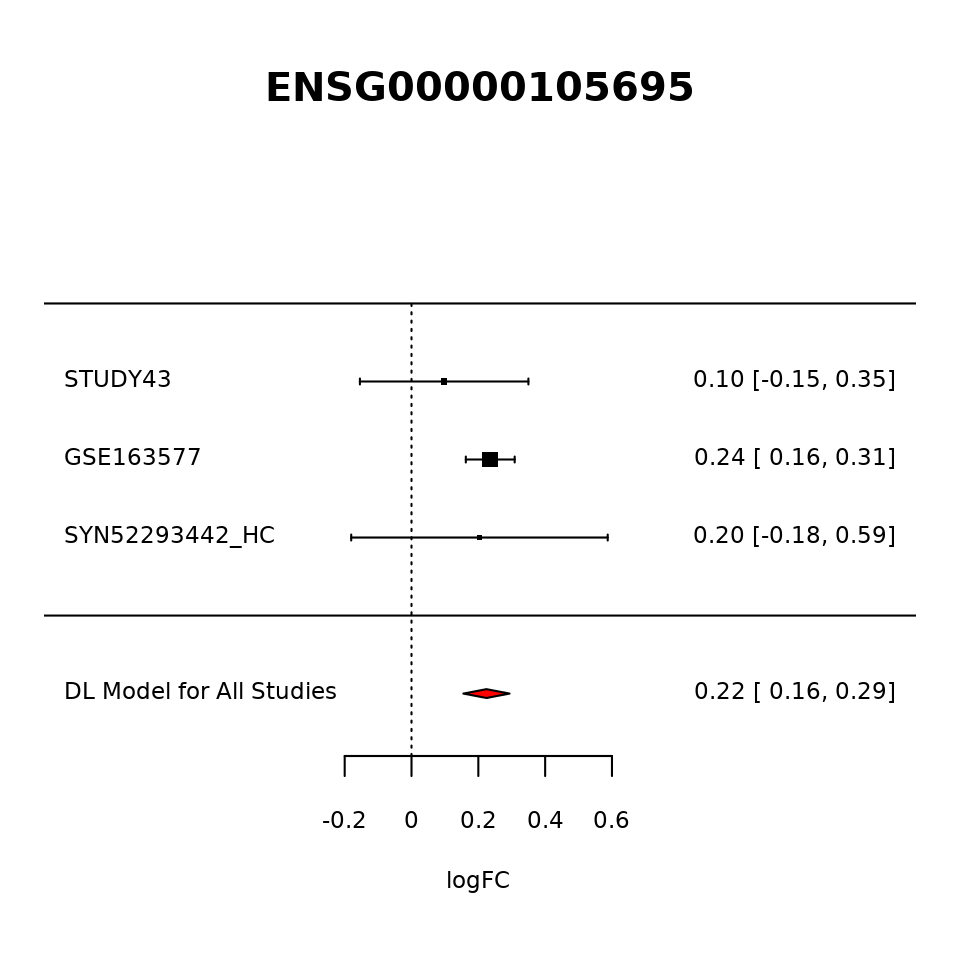 ENSG00000105695
STUDY43 0.10 [-0.15, 0.35]
GSE163577 0.24 [ 0.16, 0.31]
SYN52293442_HC 0.20 [-0.18, 0.59]
DL Model for All Studies 0.22 [ 0.16, 0.29]
-0.2 0 0.2 0.4 0.6
logFC